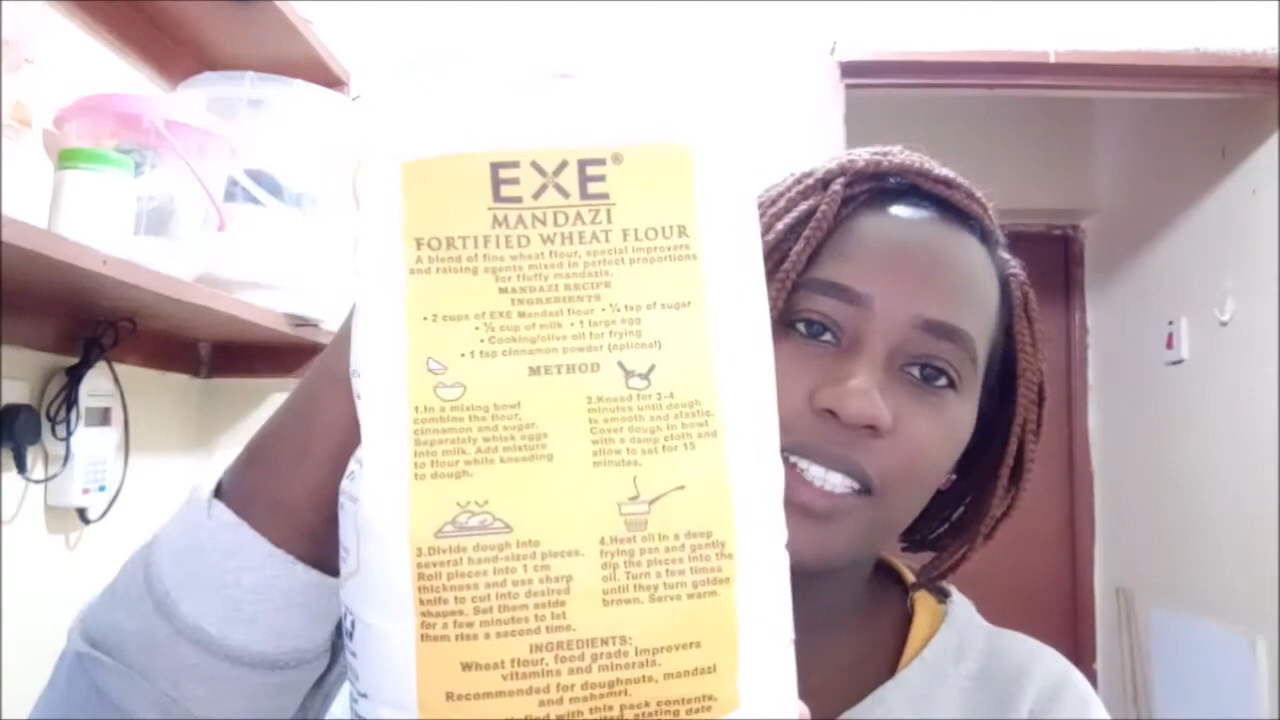 EXE®
MANDAZI
FORTIFIED WHEAT FLOUR
A blend of fine wheat flour, special improvers
and raising agents mixed in perfect proportions
for fluffy mandazis.
MANDAZI RECIPE
INGREDIENTS
• 2 cups of EXE Mandazi flour • ¼ tsp of sugar
• ½ cup of milk • 1 large egg
• Cooking/olive oil for frying
• 1 tsp cinnamon powder (optional)
METHOD
1.In a mixing bowl
combine the flour,
cinnamon and sugar.
Separately whisk eggs
into milk. Add mixture
to flour while kneading
to dough.
2.Knead for 3-4
minutes until dough
is smooth and elastic.
Cover dough in bowl
with a damp cloth and
allow to set for 15
minutes.
3.Divide dough into
several hand-sized pieces.
Roll pieces into 1 cm
thickness and use sharp
knife to cut into desired
shapes. Set them aside
for a few minutes to let
them rise a second time.
4.Heat oil in a deep
frying pan and gently
dip the pieces into the
oil. Turn a few times
until they turn golden
brown. Serve warm.
INGREDIENTS:
Wheat flour, food grade improvers
vitamins and minerals.
Recommended for doughnuts, mandazi
and mahamri.
with this pack contents,
stating date